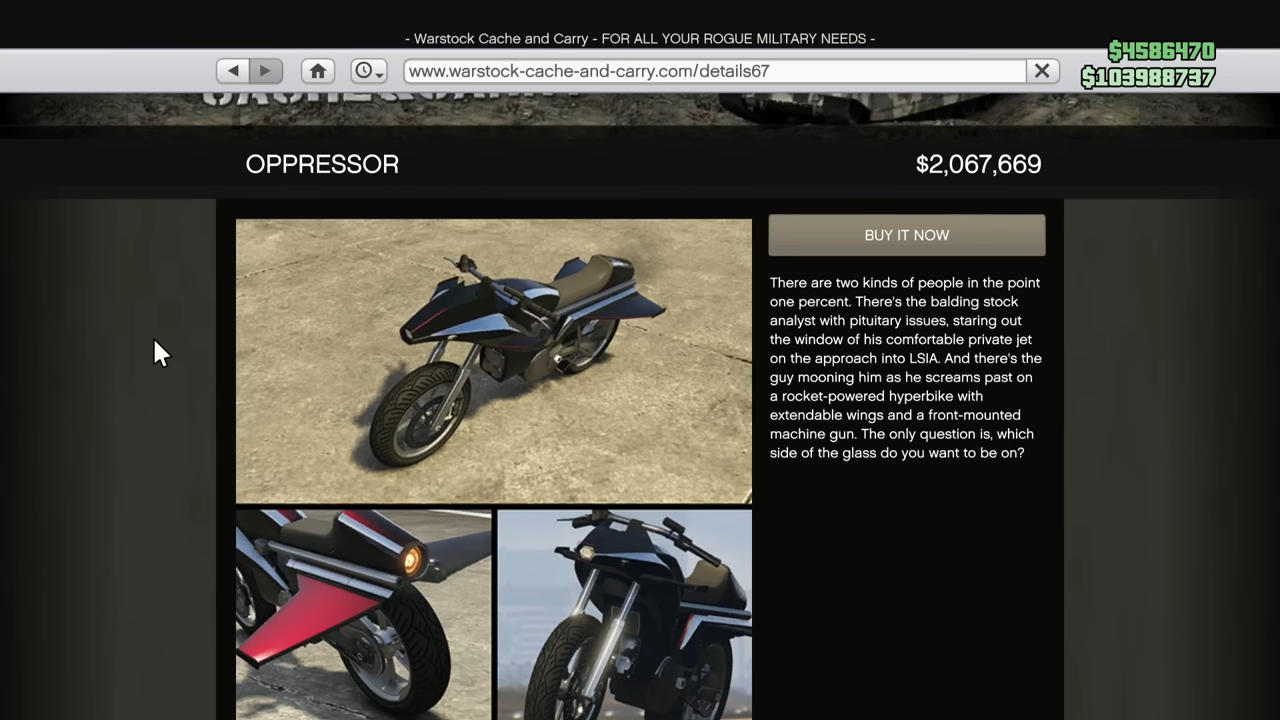 - Warstock Cache and Carry - FOR ALL YOUR ROGUE MILITARY NEEDS -
$4586470
www.warstock-cache-and-carry.com/details67
$103988737
OPPRESSOR
$2,067,669
BUY IT NOW
There are two kinds of people in the point
one percent. There's the balding stock
analyst with pituitary issues, staring out
the window of his comfortable private jet
on the approach into LSIA. And there's the
guy mooning him as he screams past on
a rocket-powered hyperbike with
extendable wings and a front-mounted
machine gun. The only question is, which
side of the glass do you want to be on?